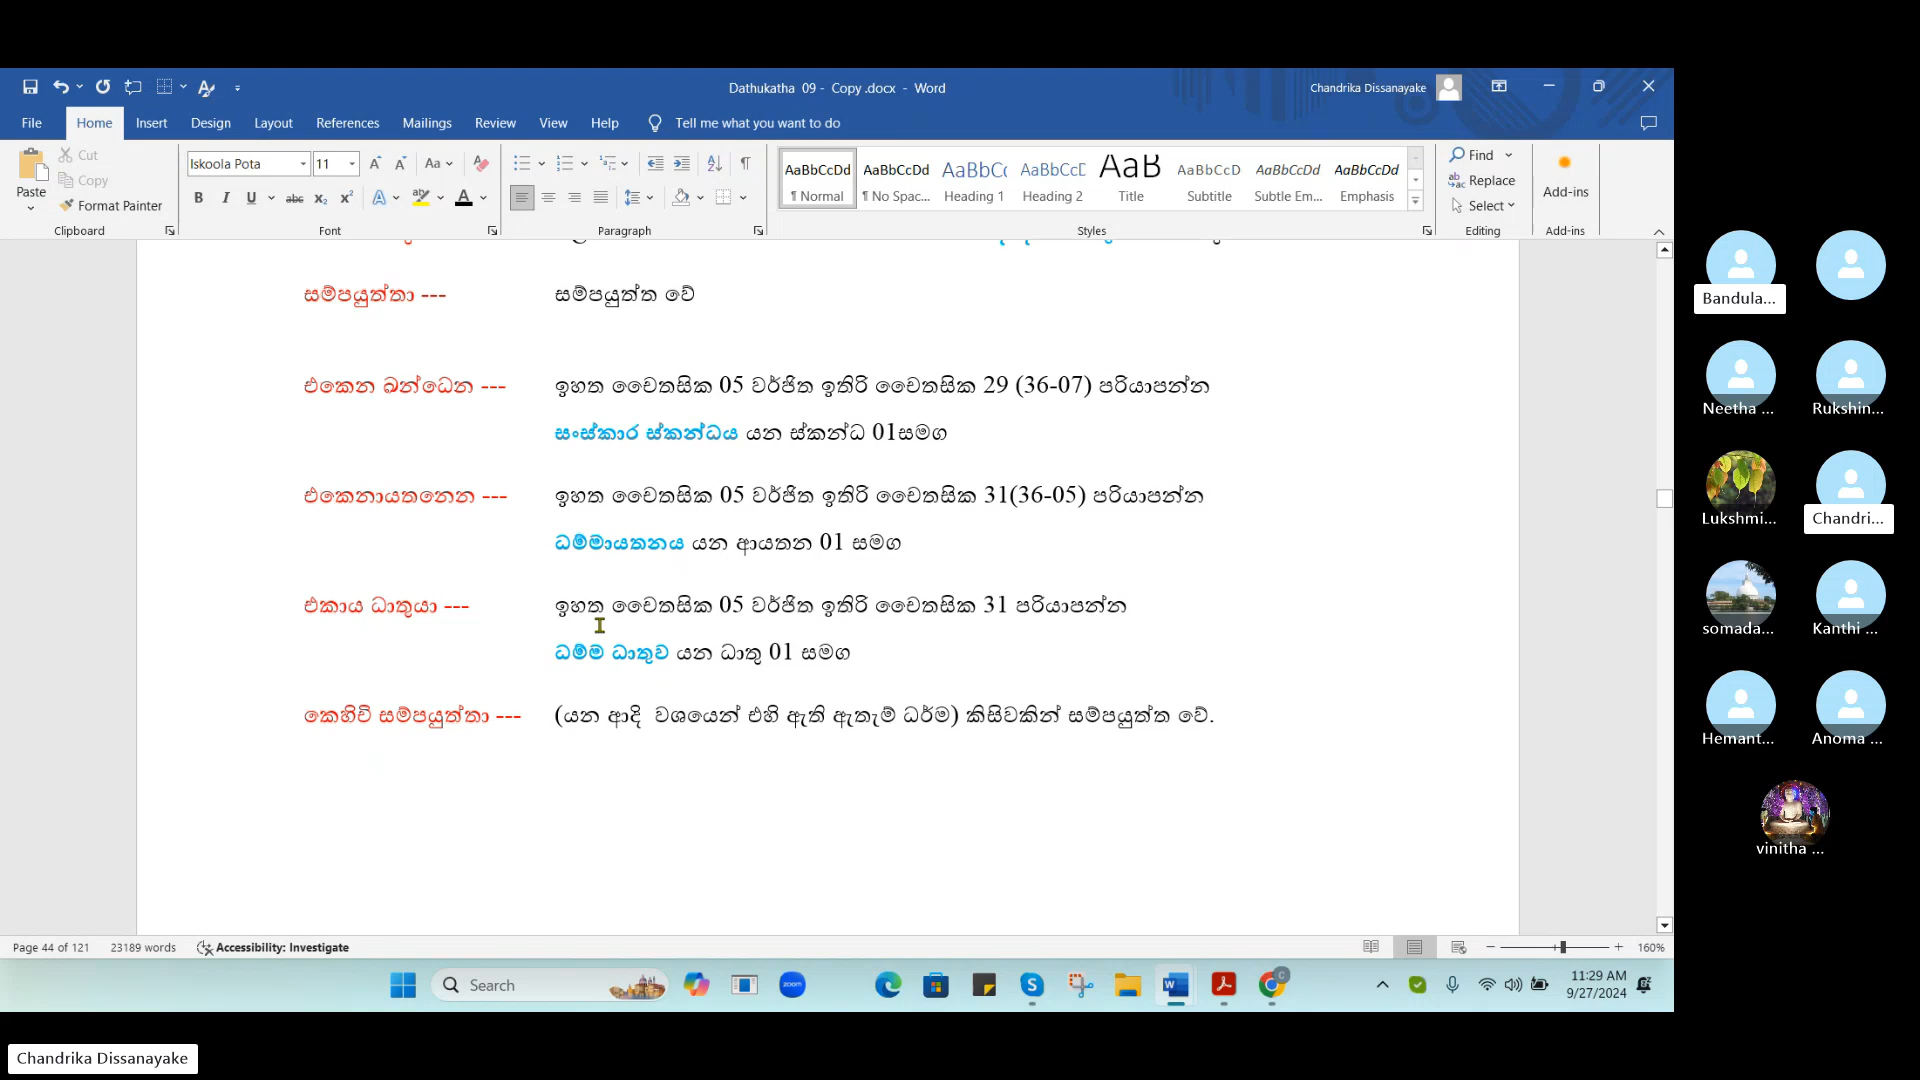 Dathukatha 09 - Copy .docx - Word
Chandrika Dissanayake
File Home Insert Design Layout References Mailings Review View Help Tell me what you want to do
Paste
Cut
Copy
Format Painter
Clipboard
Iskoola Pota 11
Font
Paragraph
AaBbCcDd AaBbCcDd AaBbCc AaBbCcD AaB AaBbCcD AaBbCcDd AaBbCcDd
¶ Normal ¶ No Spac... Heading 1 Heading 2 Title Subtitle Subtle Em... Emphasis
Styles
Find
Replace
Select
Editing
Add-ins
Add-ins
සම්පයුත්තා --- සම්පයුත්ත වේ
එකෙන ඛන්ධෙන --- ඉහත චෛතසික 05 වර්ජිත ඉතිරි චෛතසික 29 (36-07) පරියාපන්න
සංස්කාර ස්කන්ධය යන ස්කන්ධ 01සමග
එකෙනායතනෙන --- ඉහත චෛතසික 05 වර්ජිත ඉතිරි චෛතසික 31(36-05) පරියාපන්න
ධම්මායතනය යන ආයතන 01 සමග
එකාය ධාතුයා --- ඉහත චෛතසික 05 වර්ජිත ඉතිරි චෛතසික 31 පරියාපන්න
ධම්ම ධාතුව යන ධාතු 01 සමග
කෙහිචි සම්පයුත්තා --- (යන ආදි වශයෙන් එහි ඇති ඇතැම් ධර්ම) කිසිවකින් සම්පයුත්ත වේ.
Page 44 of 121 23189 words Accessibility: Investigate 160%
Search
zoom
11:29 AM
9/27/2024
Bandula...
Neetha ... Rukshin...
Lukshmi... Chandri...
somada... Kanthi ...
Hemant... Anoma ...
vinitha ...
Chandrika Dissanayake